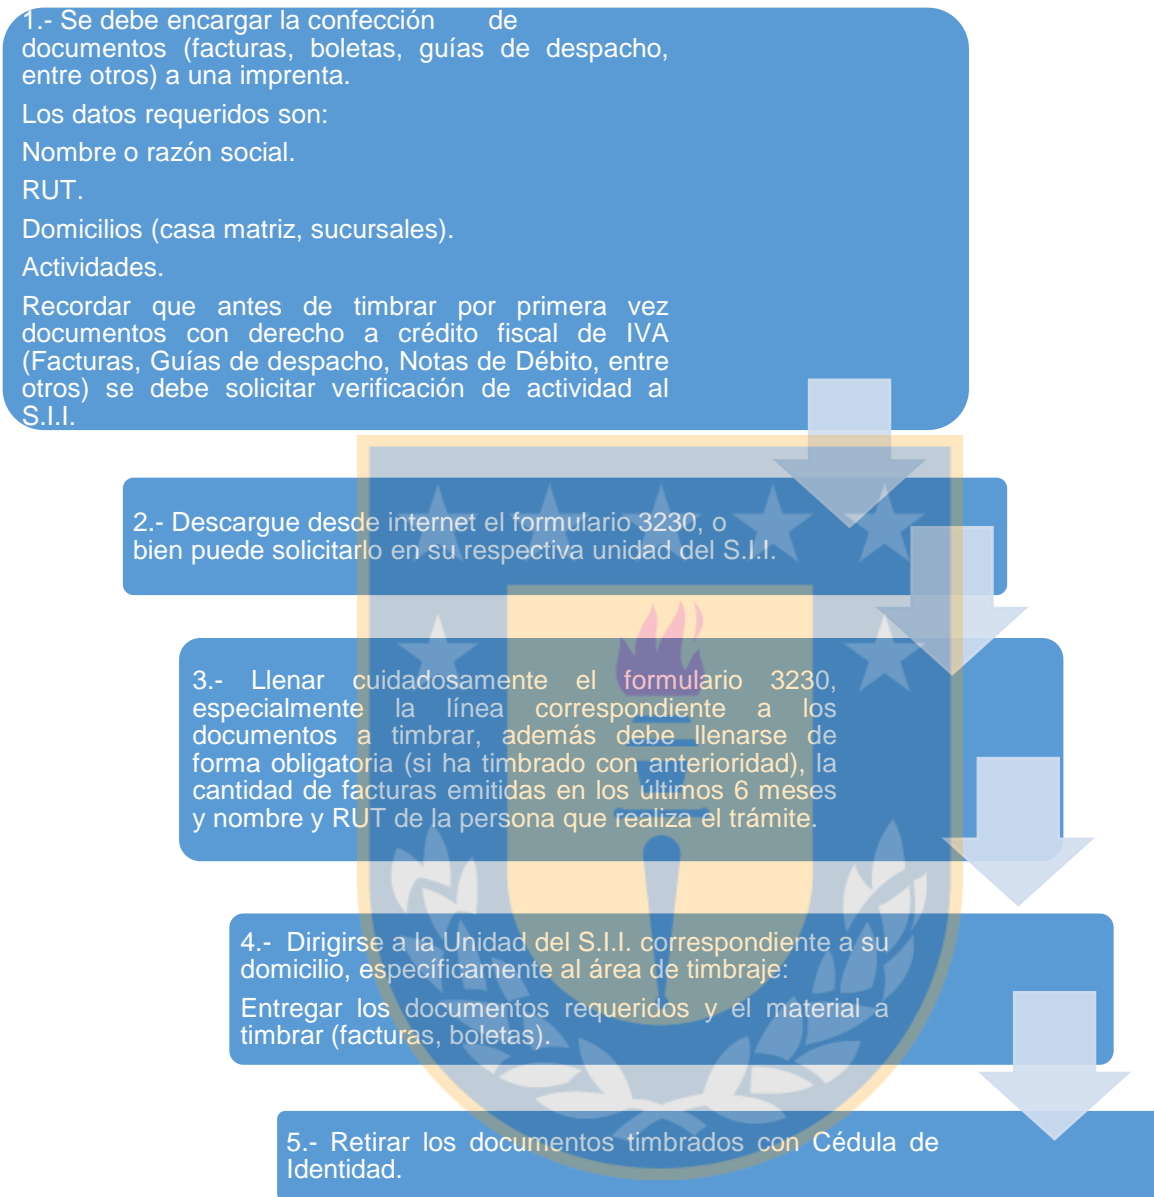 1.- Se debe encargar la confección de
documentos (facturas, boletas, guías de despacho,
entre otros) a una imprenta.
Los datos requeridos son:
Nombre o razón social.
RUT.
Domicilios (casa matriz, sucursales).
Actividades.
Recordar que antes de timbrar por primera vez
documentos con derecho a crédito fiscal de IVA
(Facturas, Guías de despacho, Notas de Débito, entre
otros) se debe solicitar verificación de actividad al
S.I.I.
2.- Descargue desde internet el formulario 3230, o
bien puede solicitarlo en su respectiva unidad del S.I.I.
3.- Llenar cuidadosamente el formulario 3230,
especialmente la línea correspondiente a los
documentos a timbrar, además debe llenarse de
forma obligatoria (si ha timbrado con anterioridad), la
cantidad de facturas emitidas en los últimos 6 meses
y nombre y RUT de la persona que realiza el trámite.
4.- Dirigirse a la Unidad del S.I.I. correspondiente a su
domicilio, específicamente al área de timbraje:
Entregar los documentos requeridos y el material a
timbrar (facturas, boletas).
5.- Retirar los documentos timbrados con Cédula de
Identidad.